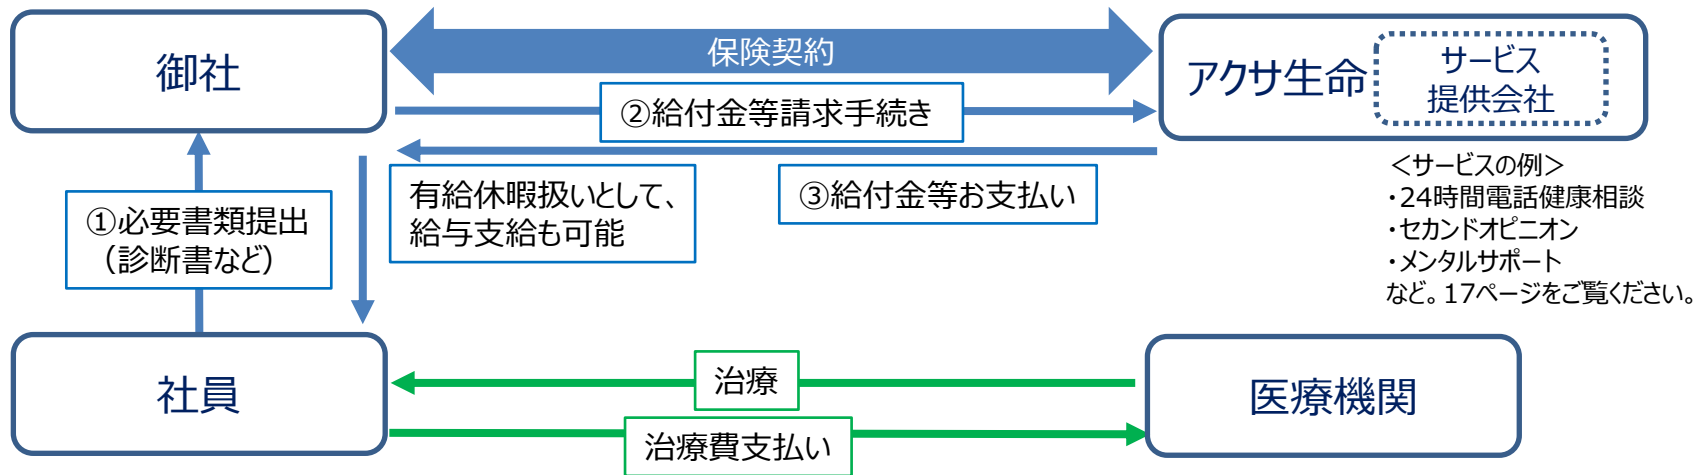 御社
保険契約
アクサ生命
サービス
提供会社
②給付金等請求手続き
③給付金等お支払い
有給休暇扱いとして、
給与支給も可能
①必要書類提出
（診断書など）
＜サービスの例＞
・24時間電話健康相談
・セカンドオピニオン
・メンタルサポート
など。17ページをご覧ください。
社員
治療
治療費支払い
医療機関